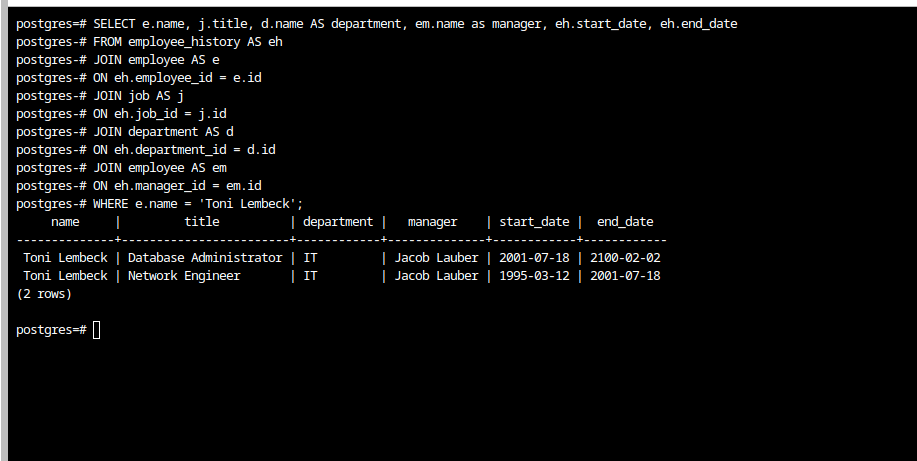 postgres=# SELECT e.name, j.title, d.name AS department, em.name as manager, eh.start_date, eh.end_date
postgres-# FROM employee_history AS eh
postgres-# JOIN employee AS e
postgres-# ON eh.employee_id = e.id
postgres-# JOIN job AS j
postgres-# ON eh.job_id = j.id
postgres-# JOIN department AS d
postgres-# ON eh.department_id = d.id
postgres-# JOIN employee AS em
postgres-# ON eh.manager_id = em.id
postgres-# WHERE e.name = 'Toni Lembeck';
     name     |         title          | department |   manager    | start_date |  end_date
--------------+------------------------+------------+--------------+------------+------------
 Toni Lembeck | Database Administrator | IT         | Jacob Lauber | 2001-07-18 | 2100-02-02
 Toni Lembeck | Network Engineer       | IT         | Jacob Lauber | 1995-03-12 | 2001-07-18
(2 rows)
postgres=#